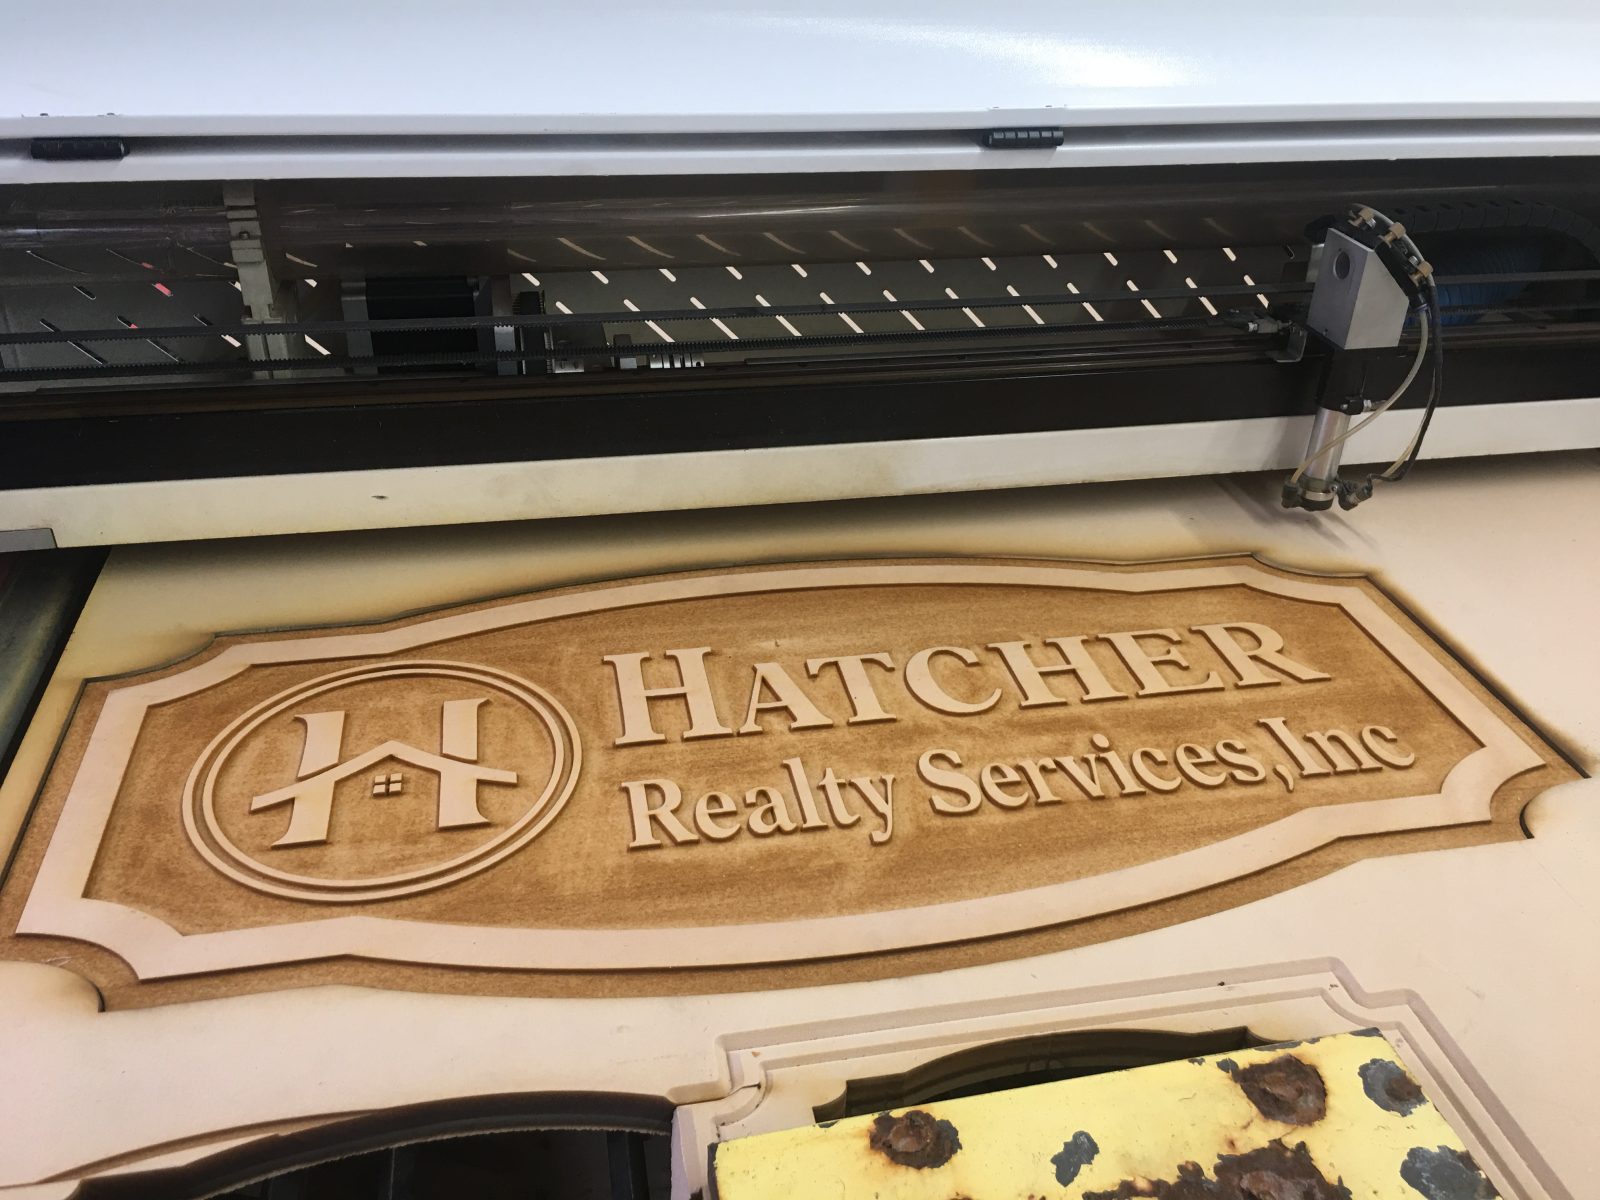 H
HATCHER
Realty Services,Inc